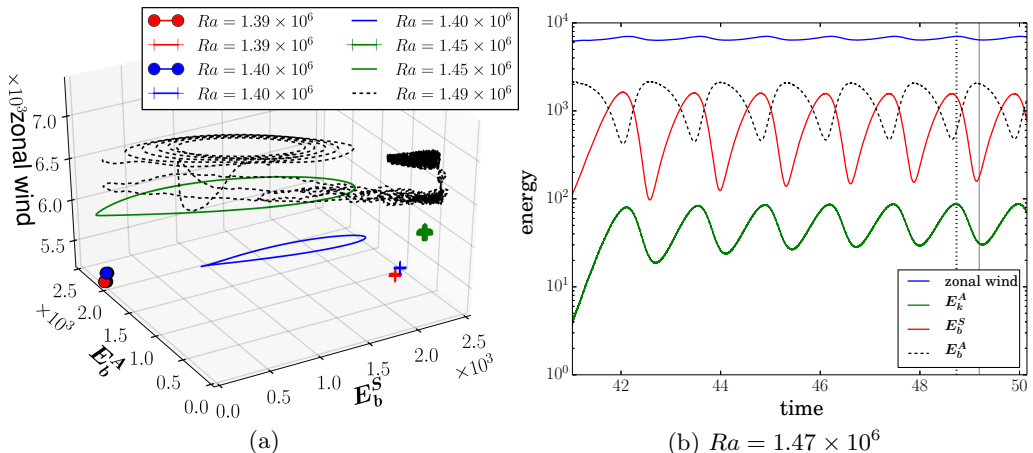 Ra = 1.39 × 10^6
Ra = 1.39 × 10^6
Ra = 1.40 × 10^6
Ra = 1.40 × 10^6
Ra = 1.40 × 10^6
Ra = 1.45 × 10^6
Ra = 1.45 × 10^6
Ra = 1.49 × 10^6
×10^3 zonal wind
7.0
6.5
6.0
5.5
2.5
2.0
1.5
1.0
0.5
0.0
×10^3
E_b^A
0.0
0.5
1.0
1.5
2.0
2.5
×10^3
E_b^S
(a)
energy
10^4
10^3
10^2
10^1
10^0
42
44
46
48
50
time
zonal wind
E_k^A
E_b^S
E_b^A
(b) Ra = 1.47 × 10^6